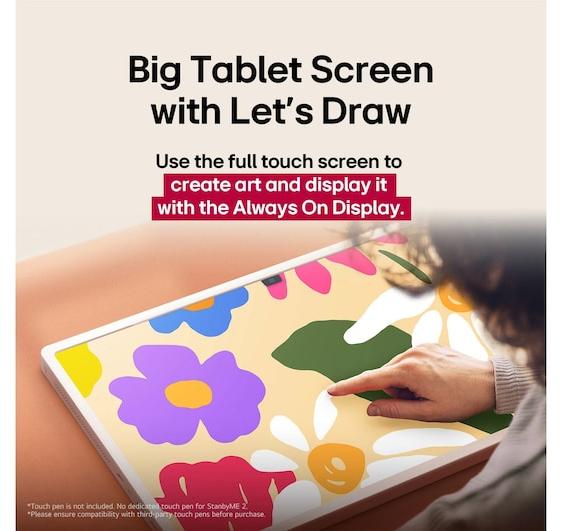 Big Tablet Screen
with Let's Draw
Use the full touch screen to
create art and display it
with the Always On Display.
*Touch pen is not included. No dedicated touch pen for StanbyME 2.
*Please ensure compatibility with third-party touch pens before purchase.